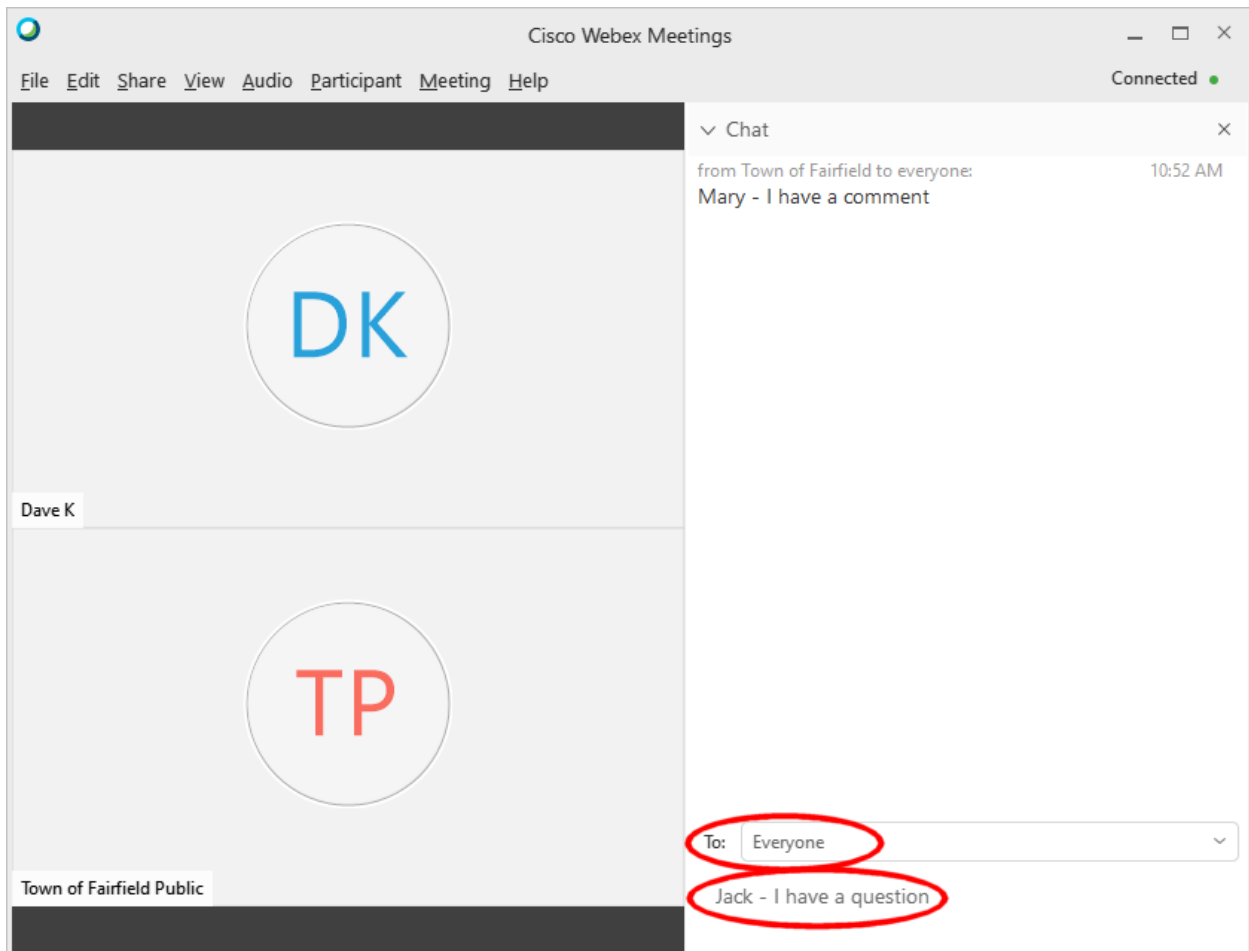 Cisco Webex Meetings
File Edit Share View Audio Participant Meeting Help
Connected
DK
Dave K
TP
Town of Fairfield Public
Chat
from Town of Fairfield to everyone: 10:52 AM
Mary - I have a comment
To: Everyone
Jack - I have a question